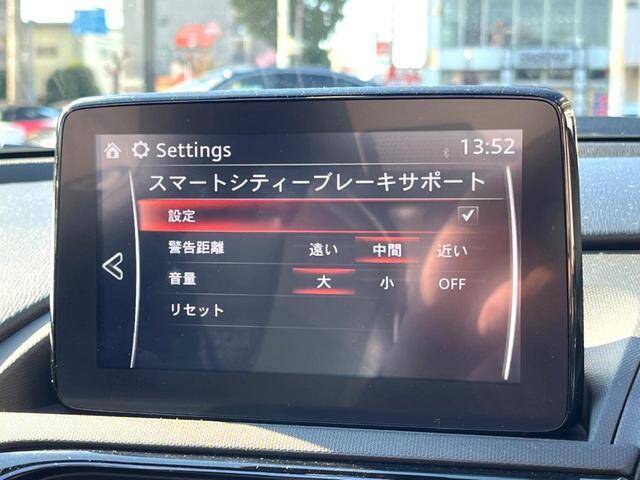 Settings 13:52
スマートシティーブレーキサポート
設定
警告距離 遠い 中間 近い
音量 大 小 OFF
リセット